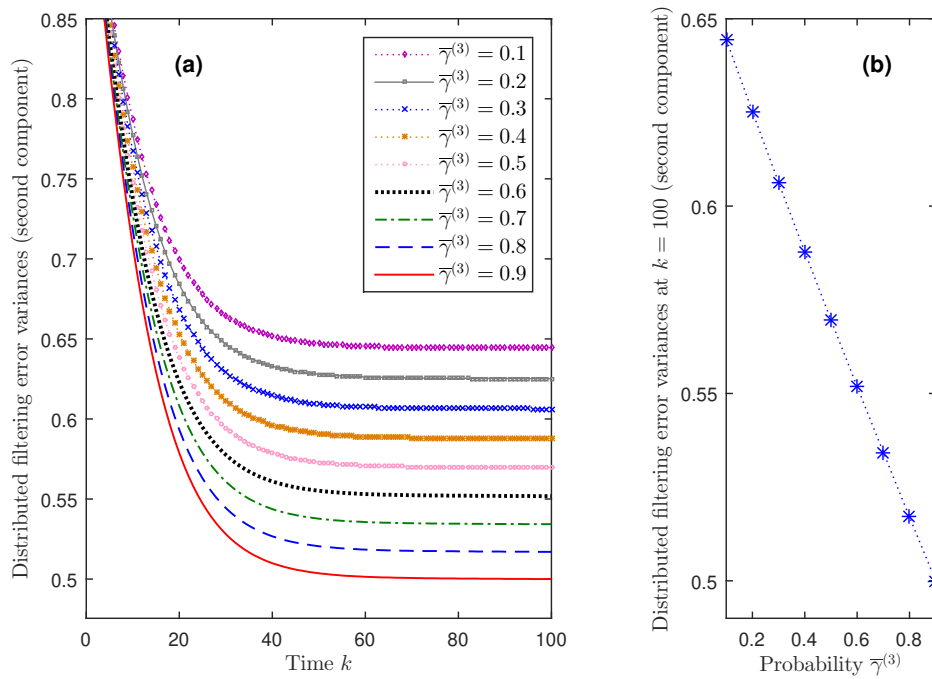 Distributed filtering error variances (second component)
0.85
0.8
0.75
0.7
0.65
0.6
0.55
0.5
(a)
γ̅⁽³⁾ = 0.1
γ̅⁽³⁾ = 0.2
γ̅⁽³⁾ = 0.3
γ̅⁽³⁾ = 0.4
γ̅⁽³⁾ = 0.5
γ̅⁽³⁾ = 0.6
γ̅⁽³⁾ = 0.7
γ̅⁽³⁾ = 0.8
γ̅⁽³⁾ = 0.9
0 20 40 60 80 100
Time k
Distributed filtering error variances at k = 100 (second component)
0.65
0.6
0.55
0.5
(b)
0.2 0.4 0.6 0.8
Probability γ̅⁽³⁾